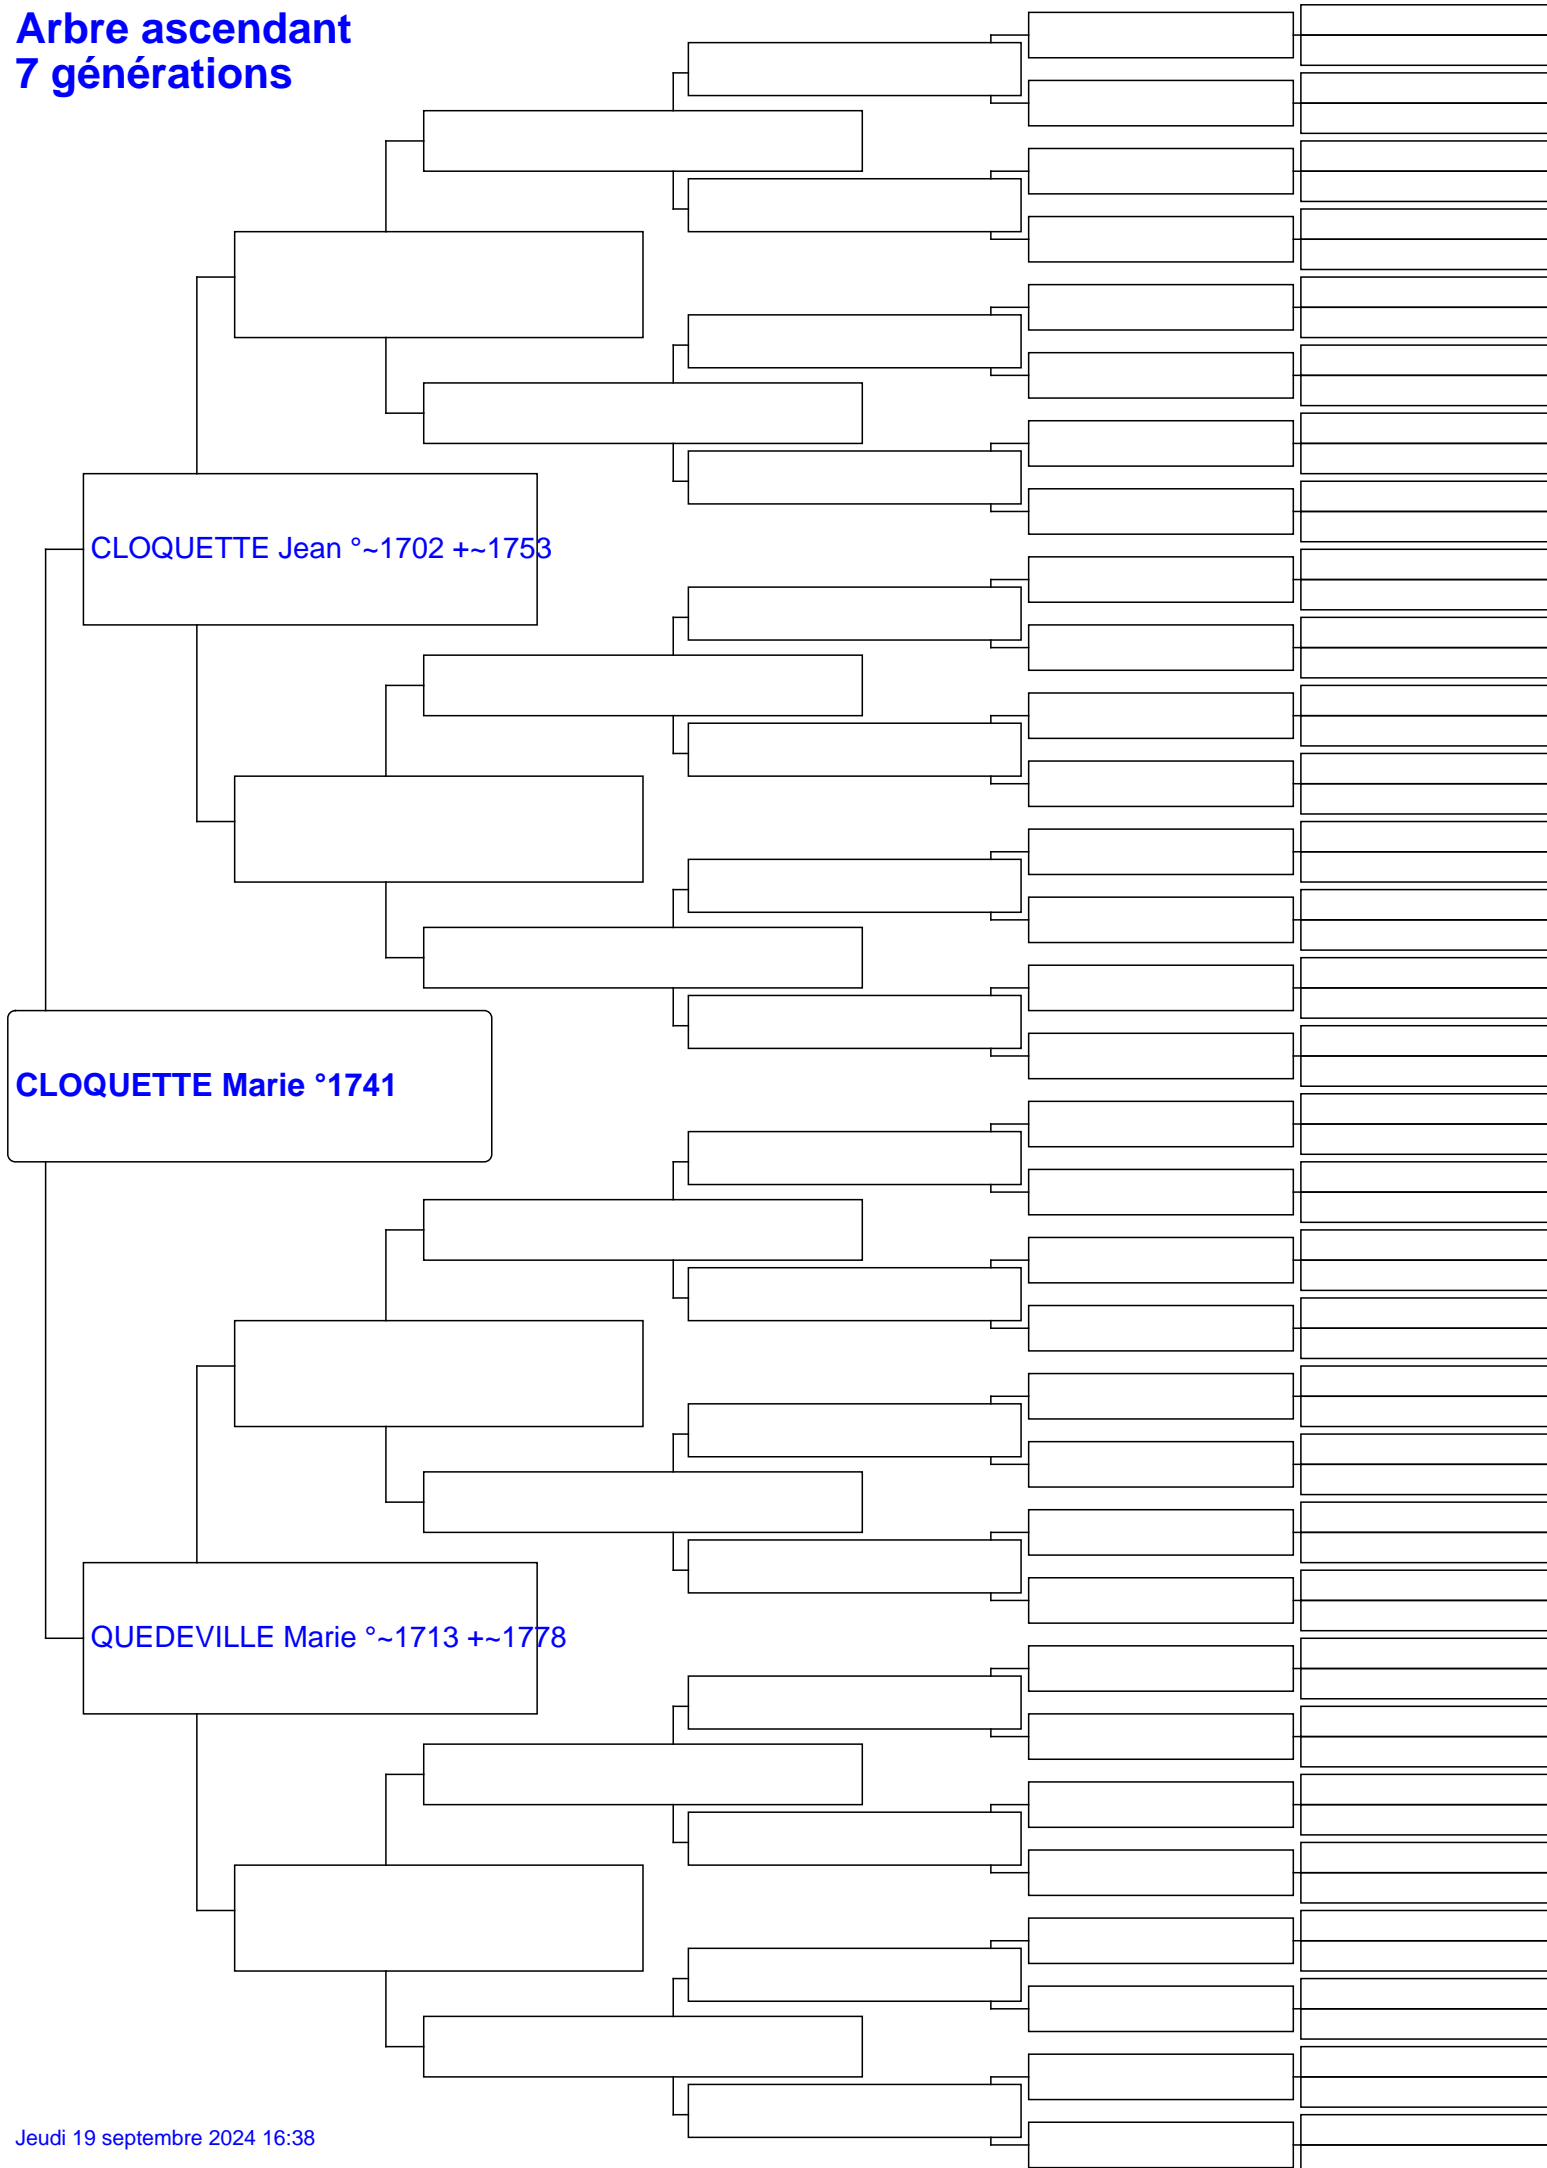 Arbre ascendant
7 générations
CLOQUETTE Jean °~1702 +~1753
CLOQUETTE Marie °1741
QUEDEVILLE Marie °~1713 +~1778
Jeudi 19 septembre 2024 16:38